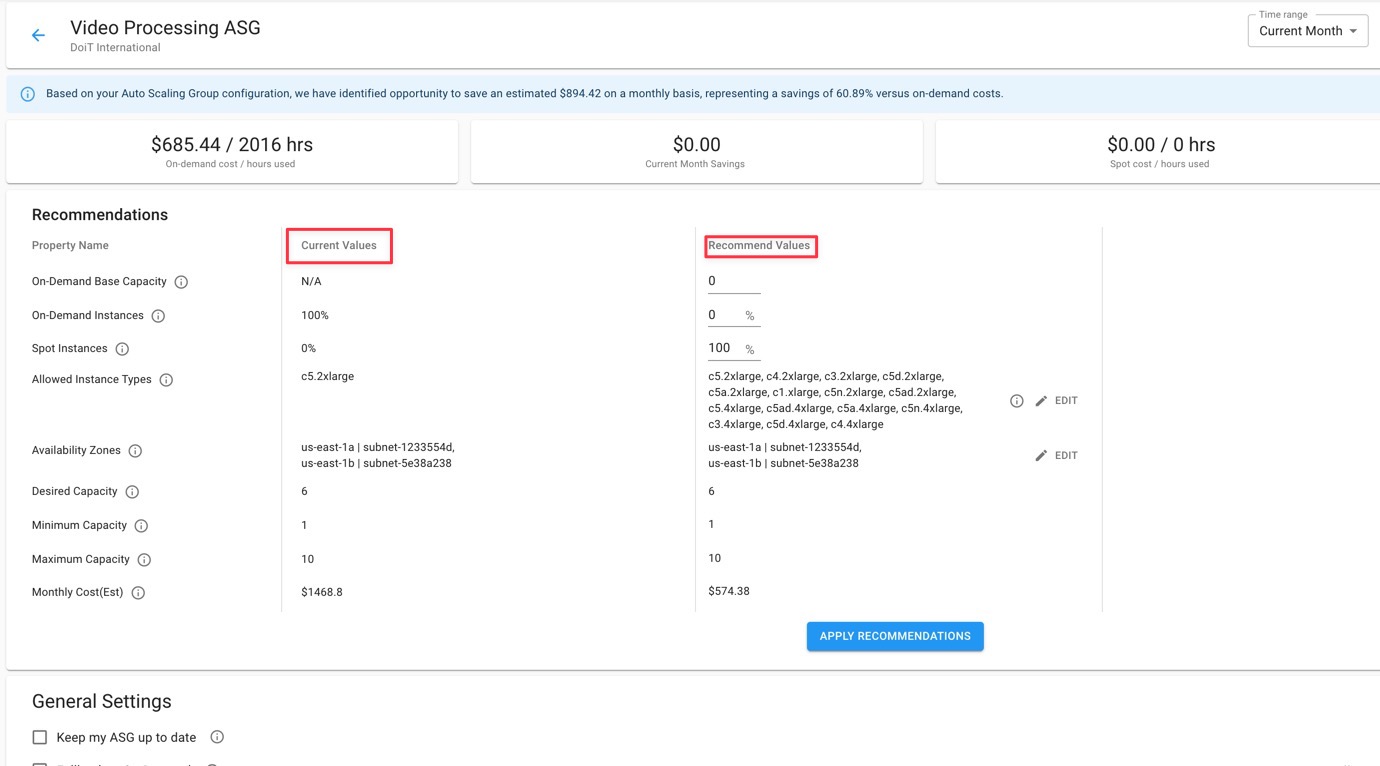 Video Processing ASG
DoiT International
Time range
Current Month
Based on your Auto Scaling Group configuration, we have identified opportunity to save an estimated $894.42 on a monthly basis, representing a savings of 60.89% versus on-demand costs.
$685.44 / 2016 hrs
On-demand cost / hours used
$0.00
Current Month Savings
$0.00 / 0 hrs
Spot cost / hours used
Recommendations
Property Name
Current Values
Recommend Values
On-Demand Base Capacity
N/A
0
On-Demand Instances
100%
0 %
Spot Instances
0%
100 %
Allowed Instance Types
c5.2xlarge
c5.2xlarge, c4.2xlarge, c3.2xlarge, c5d.2xlarge,
c5a.2xlarge, c1.xlarge, c5n.2xlarge, c5ad.2xlarge,
c5.4xlarge, c5ad.4xlarge, c5a.4xlarge, c5n.4xlarge,
c3.4xlarge, c5d.4xlarge, c4.4xlarge
EDIT
Availability Zones
us-east-1a | subnet-1233554d,
us-east-1b | subnet-5e38a238
us-east-1a | subnet-1233554d,
us-east-1b | subnet-5e38a238
EDIT
Desired Capacity
6
6
Minimum Capacity
1
1
Maximum Capacity
10
10
Monthly Cost(Est)
$1468.8
$574.38
APPLY RECOMMENDATIONS
General Settings
Keep my ASG up to date